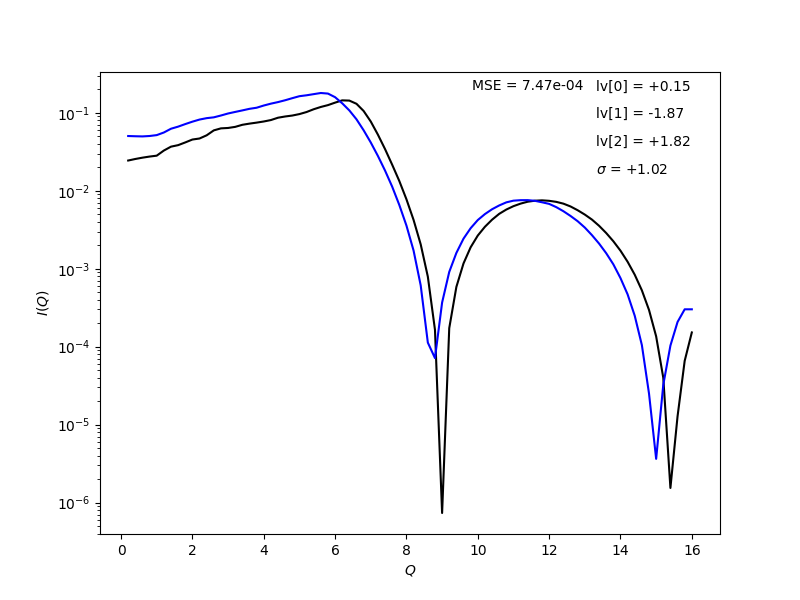 MSE = 7.47e-04 lv[0] = +0.15
lv[1] = -1.87
lv[2] = +1.82
σ = +1.02
10⁻¹
10⁻²
10⁻³
10⁻⁴
10⁻⁵
10⁻⁶
I(Q)
0 2 4 6 8 10 12 14 16
Q